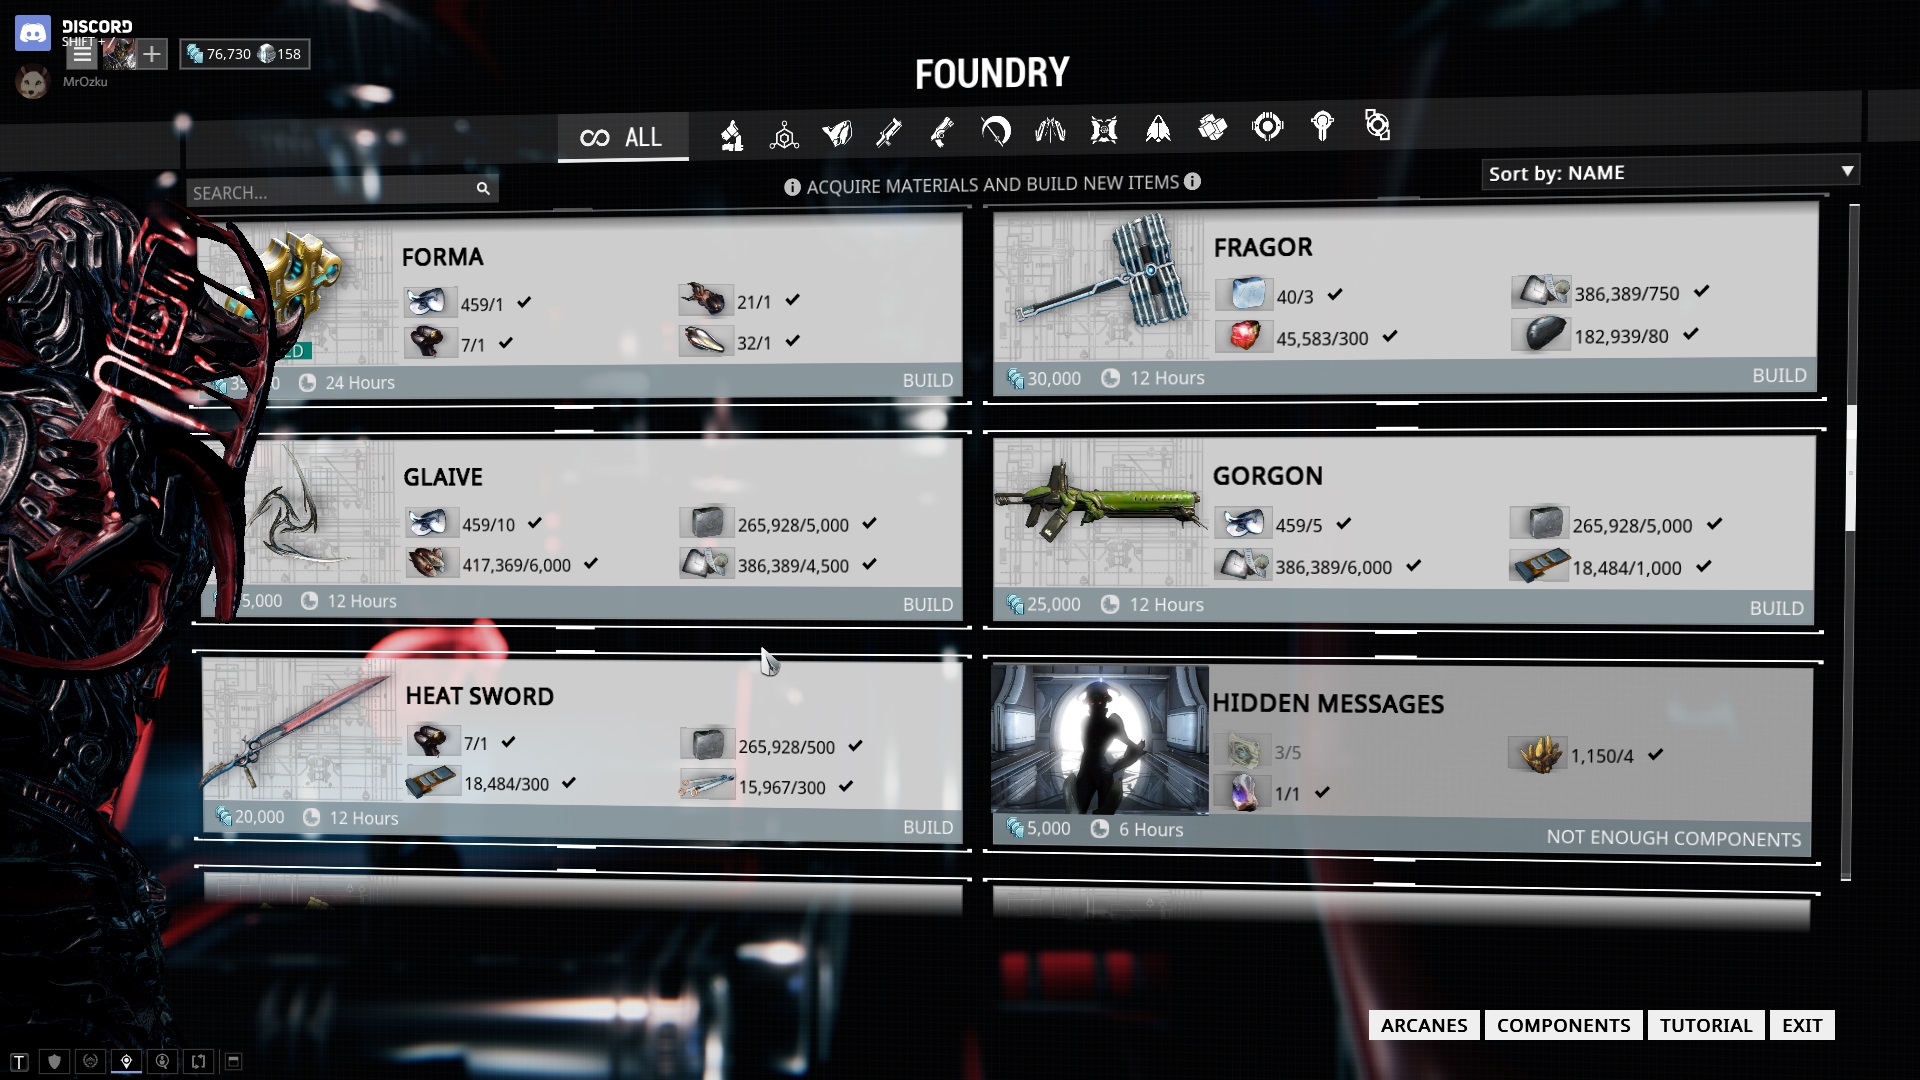 DISCORD
SHIFT +
76,730 158
MrOzku
FOUNDRY
ALL
SEARCH...
ACQUIRE MATERIALS AND BUILD NEW ITEMS
Sort by: NAME
FORMA
459/1
21/1
7/1
32/1
24 Hours
BUILD
FRAGOR
40/3
386,389/750
45,583/300
182,939/80
30,000
12 Hours
BUILD
GLAIVE
459/10
265,928/5,000
417,369/6,000
386,389/4,500
12 Hours
BUILD
GORGON
459/5
265,928/5,000
386,389/6,000
18,484/1,000
25,000
12 Hours
BUILD
HEAT SWORD
7/1
265,928/500
18,484/300
15,967/300
20,000
12 Hours
BUILD
HIDDEN MESSAGES
3/5
1,150/4
1/1
5,000
6 Hours
NOT ENOUGH COMPONENTS
ARCANES
COMPONENTS
TUTORIAL
EXIT
T